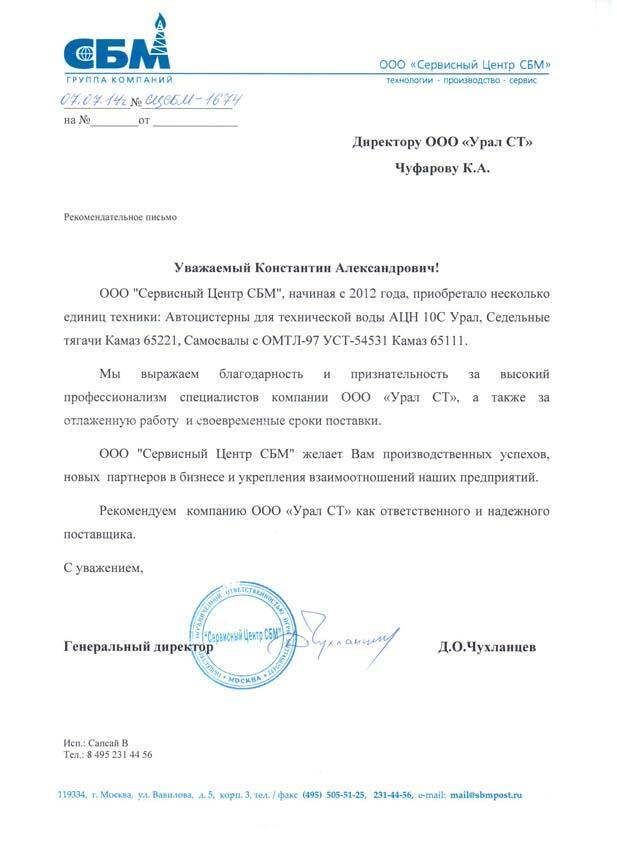 СБМ
ГРУППА КОМПАНИЙ
ООО «Сервисный Центр СБМ»
технологии - производство - сервис
07.07.14г №СЦСБМ-1674
на №________от ______________
Директору ООО «Урал СТ»
Чуфарову К.А.
Рекомендательное письмо
Уважаемый Константин Александрович!
ООО "Сервисный Центр СБМ", начиная с 2012 года, приобретало несколько
единиц техники: Автоцистерны для технической воды АЦН 10С Урал, Седельные
тягачи Камаз 65221, Самосвалы с ОМТЛ-97 УСТ-54531 Камаз 65111.
Мы выражаем благодарность и признательность за высокий
профессионализм специалистов компании ООО «Урал СТ», а также за
отлаженную работу и своевременные сроки поставки.
ООО "Сервисный Центр СБМ" желает Вам производственных успехов,
новых партнеров в бизнесе и укрепления взаимоотношений наших предприятий.
Рекомендуем компанию ООО «Урал СТ» как ответственного и надежного
поставщика.
С уважением,
"Сервисный Центр СБМ"
МОСКВА
Генеральный директор
Чухланцев
Д.О.Чухланцев
Исп.: Сапсай В
Тел.: 8 495 231 44 56
119334, г. Москва, ул. Вавилова, д. 5, корп. 3, тел. / факс (495) 505-51-25, 231-44-56, e-mail: mail@sbmpost.ru